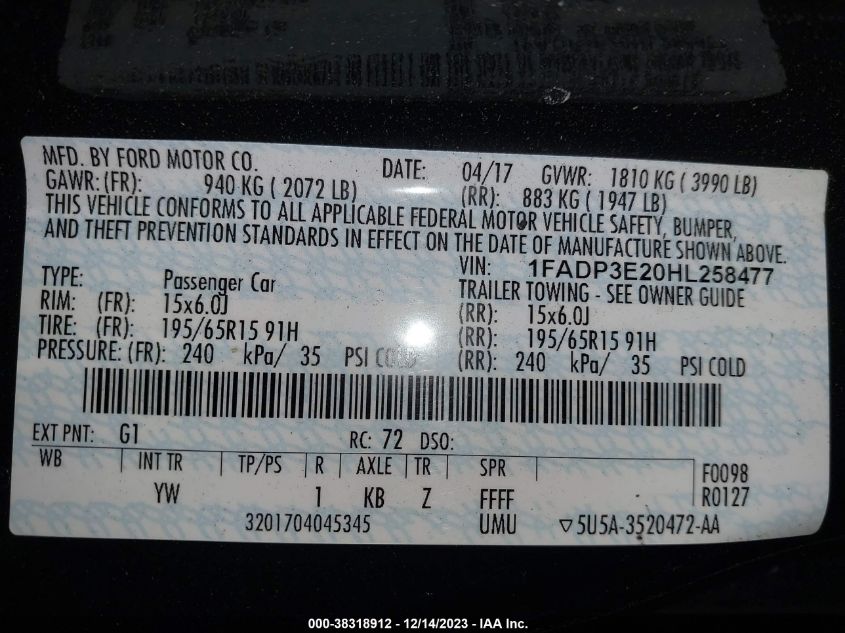 MFD. BY FORD MOTOR CO. DATE: 04/17 GVWR: 1810 KG ( 3990 LB)
GAWR: (FR): 940 KG ( 2072 LB) (RR): 883 KG ( 1947 LB)
THIS VEHICLE CONFORMS TO ALL APPLICABLE FEDERAL MOTOR VEHICLE SAFETY, BUMPER,
AND THEFT PREVENTION STANDARDS IN EFFECT ON THE DATE OF MANUFACTURE SHOWN ABOVE.
VIN: 1FADP3E20HL258477
TYPE: Passenger Car TRAILER TOWING - SEE OWNER GUIDE
RIM: (FR): 15x6.0J (RR): 15x6.0J
TIRE: (FR): 195/65R15 91H (RR): 195/65R15 91H
PRESSURE: (FR): 240 kPa/ 35 PSI COLD (RR): 240 kPa/ 35 PSI COLD
EXT PNT: G1 RC: 72 DSO:
WB INT TR TP/PS R AXLE TR SPR F0098
YW 1 KB Z FFFF R0127
3201704045345 UMU ▽5U5A-3520472-AA
000-38318912 - 12/14/2023 - IAA Inc.